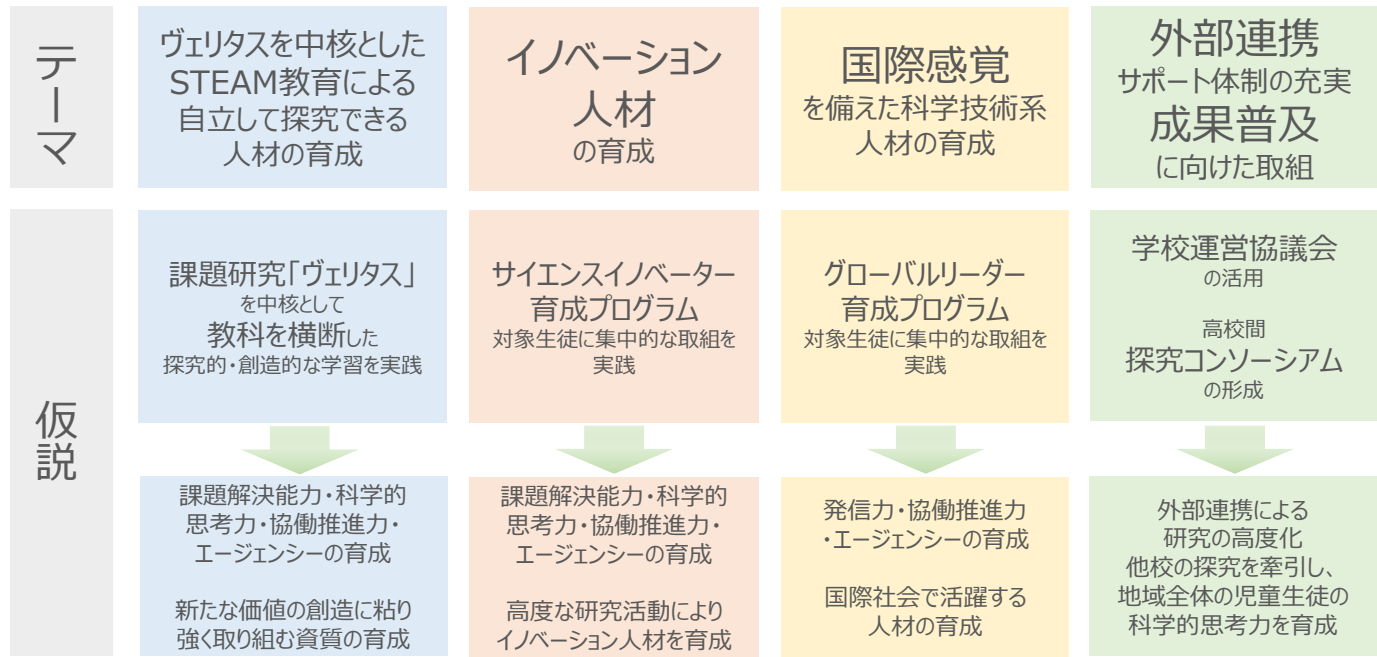 テーマ
ヴェリタスを中核とした
STEAM教育による
自立して探究できる
人材の育成
イノベーション
人材
の育成
国際感覚
を備えた科学技術系
人材の育成
外部連携
サポート体制の充実
成果普及
に向けた取組
仮説
課題研究「ヴェリタス」
を中核として
教科を横断した
探究的・創造的な学習を実践
サイエンスイノベーター
育成プログラム
対象生徒に集中的な取組を
実践
グローバルリーダー
育成プログラム
対象生徒に集中的な取組を
実践
学校運営協議会
の活用
高校間
探究コンソーシアム
の形成
課題解決能力・科学的
思考力・協働推進力・
エージェンシーの育成
新たな価値の創造に粘り
強く取り組む資質の育成
課題解決能力・科学的
思考力・協働推進力・
エージェンシーの育成
高度な研究活動により
イノベーション人材を育成
発信力・協働推進力
・エージェンシーの育成
国際社会で活躍する
人材の育成
外部連携による
研究の高度化
他校の探究を牽引し、
地域全体の児童生徒の
科学的思考力を育成